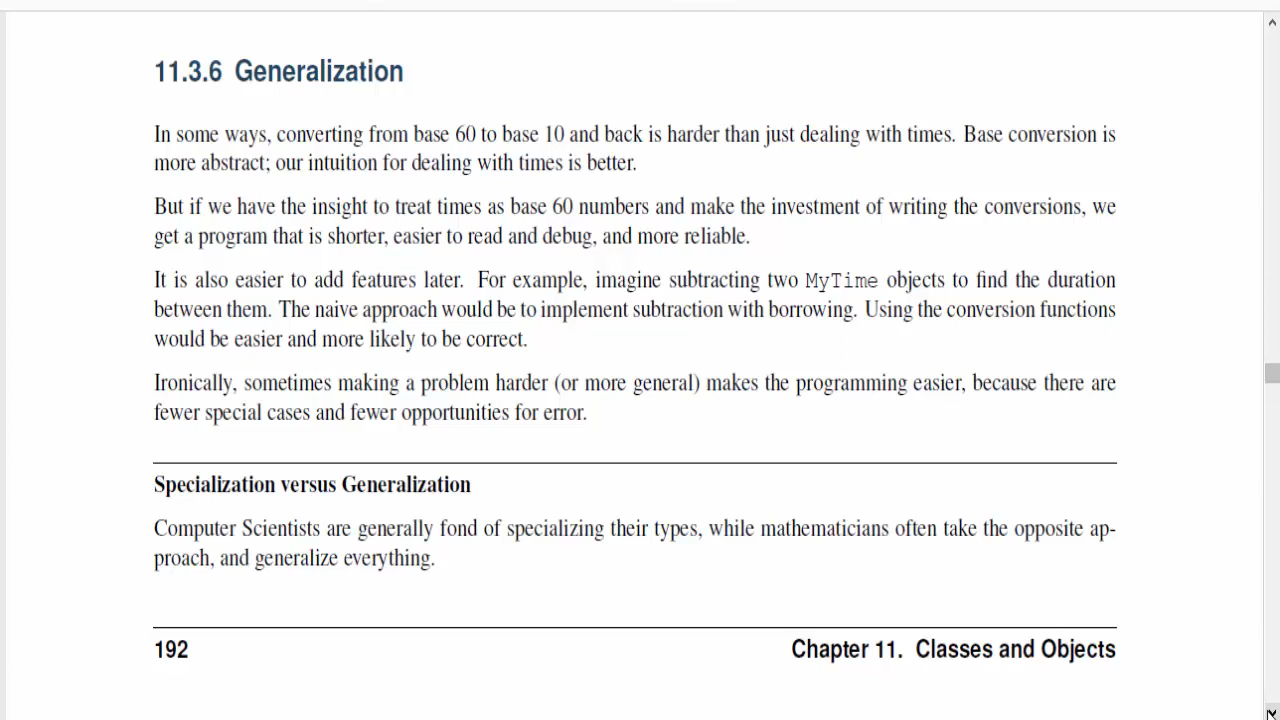 11.3.6 Generalization
In some ways, converting from base 60 to base 10 and back is harder than just dealing with times. Base conversion is
more abstract; our intuition for dealing with times is better.
But if we have the insight to treat times as base 60 numbers and make the investment of writing the conversions, we
get a program that is shorter, easier to read and debug, and more reliable.
It is also easier to add features later. For example, imagine subtracting two MyTime objects to find the duration
between them. The naive approach would be to implement subtraction with borrowing. Using the conversion functions
would be easier and more likely to be correct.
Ironically, sometimes making a problem harder (or more general) makes the programming easier, because there are
fewer special cases and fewer opportunities for error.
Specialization versus Generalization
Computer Scientists are generally fond of specializing their types, while mathematicians often take the opposite ap-
proach, and generalize everything.
192 Chapter 11. Classes and Objects